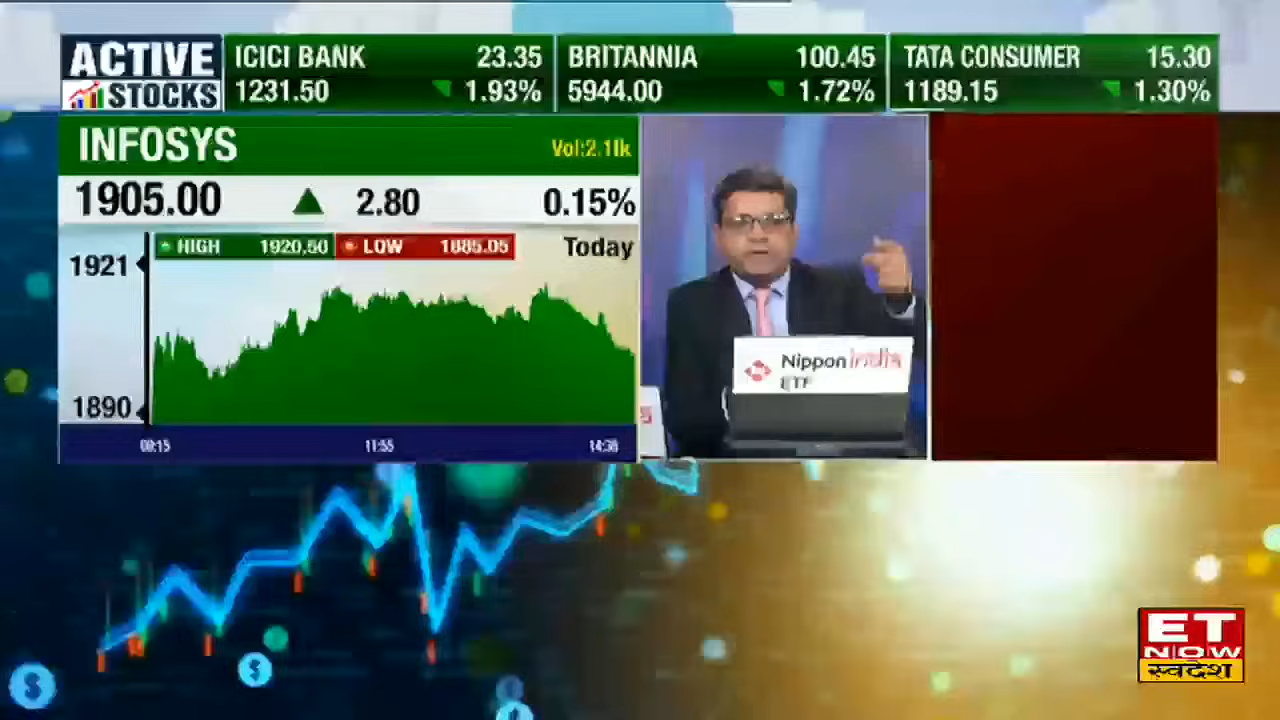 ACTIVE
STOCKS
ICICI BANK 23.35
1231.50 1.93%
BRITANNIA 100.45
5944.00 1.72%
TATA CONSUMER 15.30
1189.15 1.30%
INFOSYS
Vol:2.1lk
1905.00 2.80 0.15%
HIGH 1920.50 LOW 1885.05 Today
1921
1890
09:15 11:55 14:36
Nippon india
ETF
ET
NOW
स्वदेश